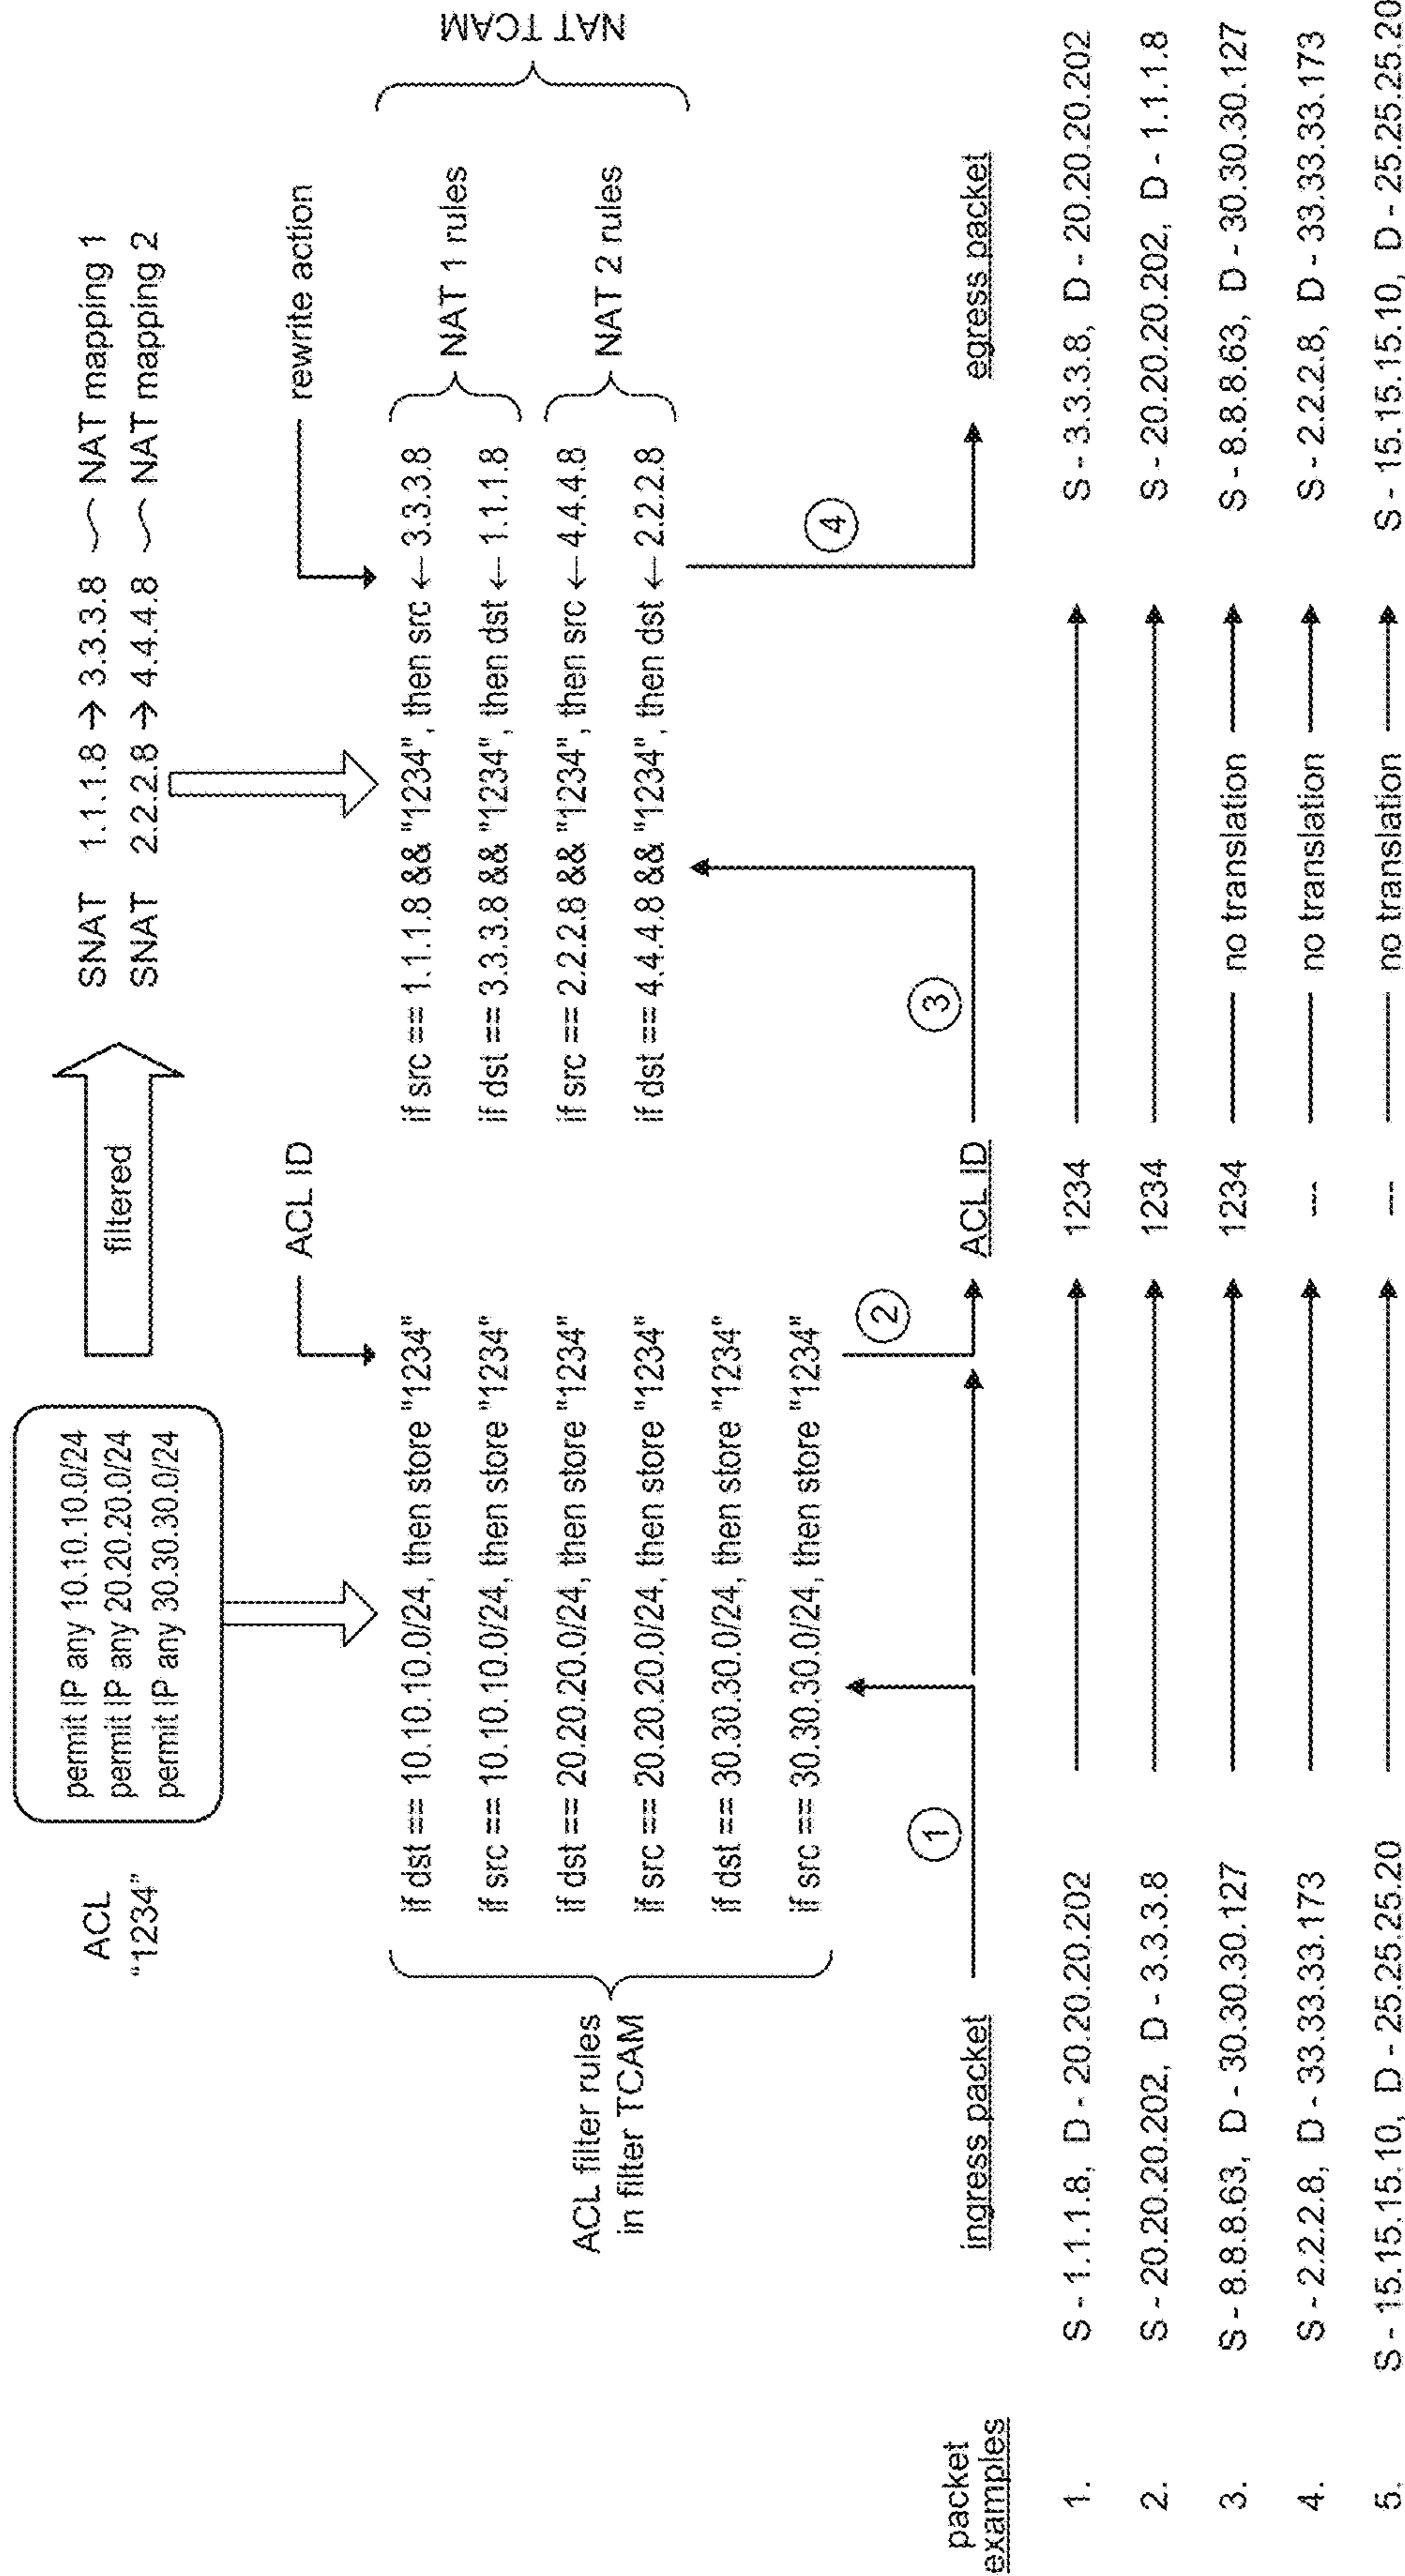 ACL
"1234"
permit IP any 10.10.10.0/24
permit IP any 20.20.20.0/24
permit IP any 30.30.30.0/24
filtered
SNAT 1.1.1.8 → 3.3.3.8 ~ NAT mapping 1
SNAT 2.2.2.8 → 4.4.4.8 ~ NAT mapping 2
ACL ID
rewrite action
ACL filter rules
in filter TCAM
if dst == 10.10.10.0/24, then store "1234"
if src == 10.10.10.0/24, then store "1234"
if dst == 20.20.20.0/24, then store "1234"
if src == 20.20.20.0/24, then store "1234"
if dst == 30.30.30.0/24, then store "1234"
if src == 30.30.30.0/24, then store "1234"
if src == 1.1.1.8 && "1234", then src ← 3.3.3.8
if dst == 3.3.3.8 && "1234", then dst ← 1.1.1.8
if src == 2.2.2.8 && "1234", then src ← 4.4.4.8
if dst == 4.4.4.8 && "1234", then dst ← 2.2.2.8
NAT 1 rules
NAT 2 rules
NAT TCAM
1
2
3
4
packet
examples
ingress packet
ACL ID
egress packet
1. S - 1.1.1.8, D - 20.20.20.202 1234 S - 3.3.3.8, D - 20.20.20.202
2. S - 20.20.20.202, D - 3.3.3.8 1234 S - 20.20.20.202, D - 1.1.1.8
3. S - 8.8.8.63, D - 30.30.30.127 1234 no translation S - 8.8.8.63, D - 30.30.30.127
4. S - 2.2.2.8, D - 33.33.33.173 --- no translation S - 2.2.2.8, D - 33.33.33.173
5. S - 15.15.15.10, D - 25.25.25.20 --- no translation S - 15.15.15.10, D - 25.25.25.20